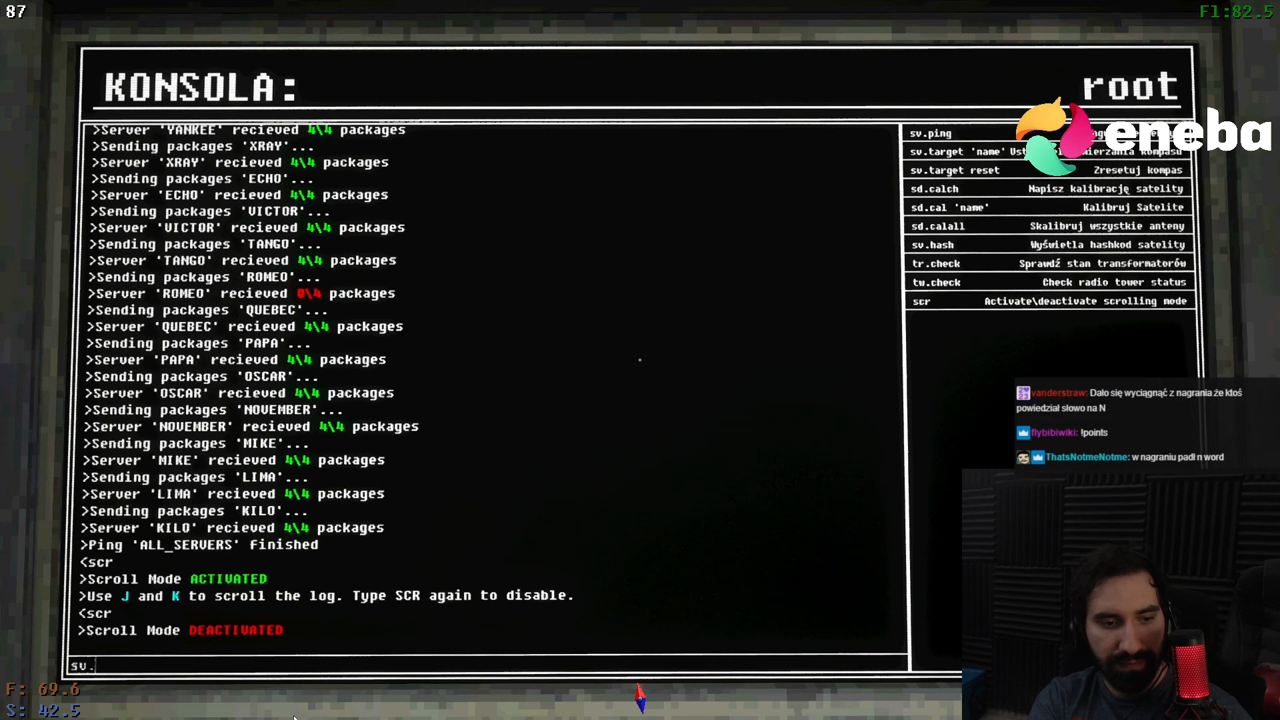 87
F1:82.5
KONSOLA:
root
eneba
>Server 'YANKEE' recieved 4\4 packages
>Sending packages 'XRAY'...
>Server 'XRAY' recieved 4\4 packages
>Sending packages 'ECHO'...
>Server 'ECHO' recieved 4\4 packages
>Sending packages 'VICTOR'...
>Server 'VICTOR' recieved 4\4 packages
>Sending packages 'TANGO'...
>Server 'TANGO' recieved 4\4 packages
>Sending packages 'ROMEO'...
>Server 'ROMEO' recieved 0\4 packages
>Sending packages 'QUEBEC'...
>Server 'QUEBEC' recieved 4\4 packages
>Sending packages 'PAPA'...
>Server 'PAPA' recieved 4\4 packages
>Sending packages 'OSCAR'...
>Server 'OSCAR' recieved 4\4 packages
>Sending packages 'NOVEMBER'...
>Server 'NOVEMBER' recieved 4\4 packages
>Sending packages 'MIKE'...
>Server 'MIKE' recieved 4\4 packages
>Sending packages 'LIMA'...
>Server 'LIMA' recieved 4\4 packages
>Sending packages 'KILO'...
>Server 'KILO' recieved 4\4 packages
>Ping 'ALL_SERVERS' finished
<scr
>Scroll Mode ACTIVATED
>Use J and K to scroll the log. Type SCR again to disable.
<scr
>Scroll Mode DEACTIVATED
sv.
sv.ping
sv.target 'name'
sv.target reset Zresetuj kompas
sd.calch Napisz kalibrację satelity
sd.cal 'name' Kalibruj Satelite
sd.calall Skalibruj wszystkie anteny
sv.hash Wyświetla hashkod satelity
tr.check Sprawdź stan transformatorów
tw.check Check radio tower status
scr Activate\deactivate scrolling mode
vanderstraw: Dało się wyciągnąć z nagrania że ktoś
powiedział słowo na N
flybibiwiki: !points
ThatsNotmeNotme: w nagraniu padł n word
F: 69.6
S: 42.5